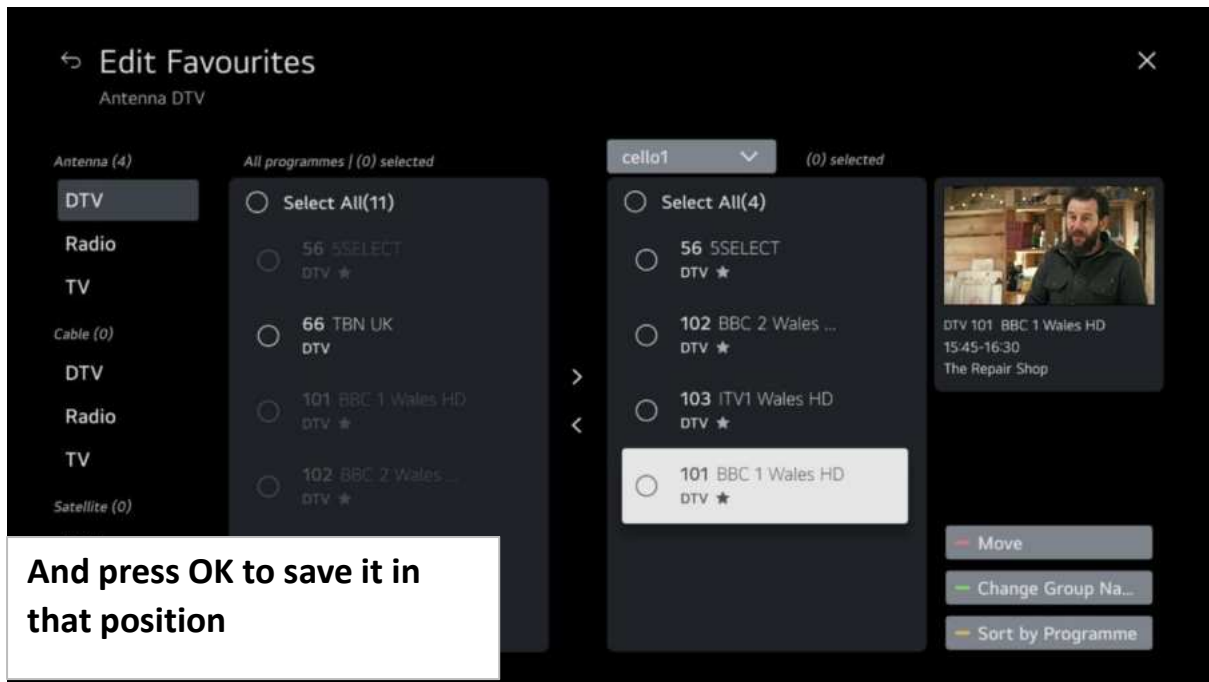 Edit Favourites
Antenna DTV
Antenna (4)
DTV
Radio
TV
Cable (0)
DTV
Radio
TV
Satellite (0)
All programmes | (0) selected
Select All(11)
56 5SELECT
DTV ★
66 TBN UK
DTV
101 BBC 1 Wales HD
DTV ★
102 BBC 2 Wales ...
DTV ★
cello1
(0) selected
Select All(4)
56 5SELECT
DTV ★
102 BBC 2 Wales ...
DTV ★
103 ITV1 Wales HD
DTV ★
101 BBC 1 Wales HD
DTV ★
DTV 101 BBC 1 Wales HD
15:45-16:30
The Repair Shop
Move
Change Group Na...
Sort by Programme
And press OK to save it in
that position